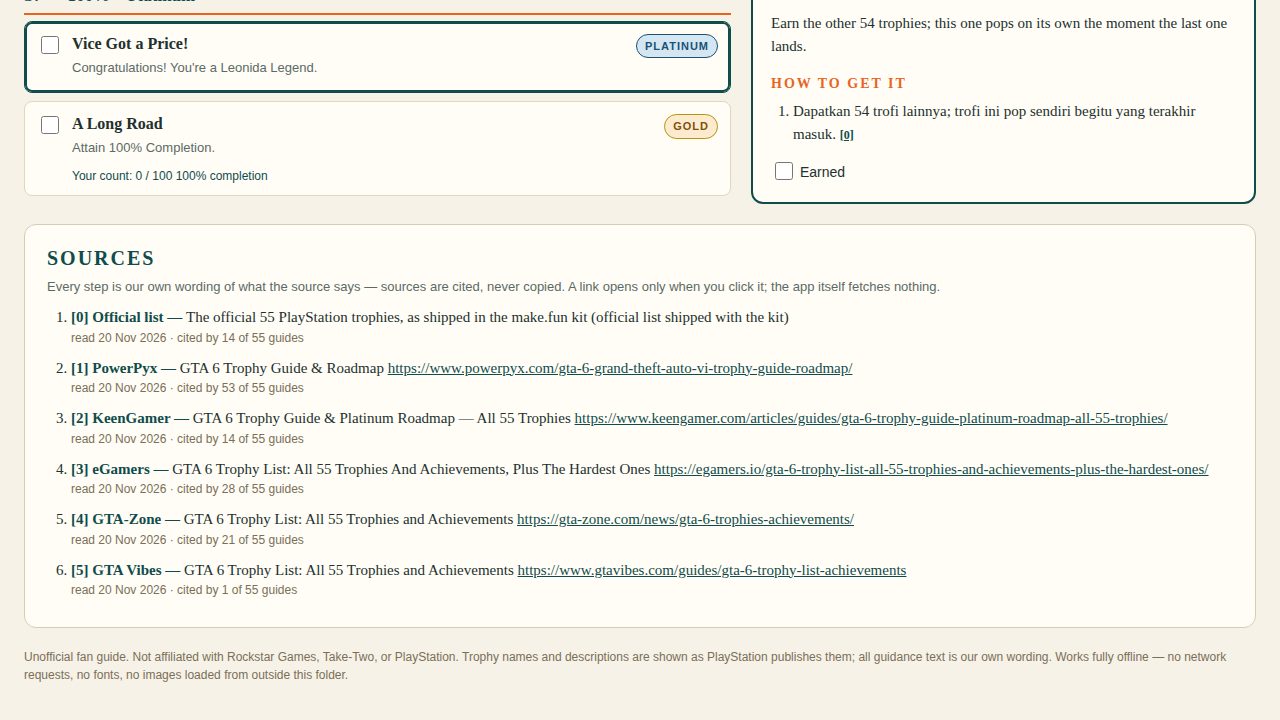 Vice Got a Price!
PLATINUM
Congratulations! You're a Leonida Legend.
A Long Road
GOLD
Attain 100% Completion.
Your count: 0 / 100 100% completion
Earn the other 54 trophies; this one pops on its own the moment the last one
lands.
HOW TO GET IT
1. Dapatkan 54 trofi lainnya; trofi ini pop sendiri begitu yang terakhir
masuk. [0]
Earned
SOURCES
Every step is our own wording of what the source says — sources are cited, never copied. A link opens only when you click it; the app itself fetches nothing.
1. [0] Official list — The official 55 PlayStation trophies, as shipped in the make.fun kit (official list shipped with the kit)
read 20 Nov 2026 · cited by 14 of 55 guides
2. [1] PowerPyx — GTA 6 Trophy Guide & Roadmap https://www.powerpyx.com/gta-6-grand-theft-auto-vi-trophy-guide-roadmap/
read 20 Nov 2026 · cited by 53 of 55 guides
3. [2] KeenGamer — GTA 6 Trophy Guide & Platinum Roadmap — All 55 Trophies https://www.keengamer.com/articles/guides/gta-6-trophy-guide-platinum-roadmap-all-55-trophies/
read 20 Nov 2026 · cited by 14 of 55 guides
4. [3] eGamers — GTA 6 Trophy List: All 55 Trophies And Achievements, Plus The Hardest Ones https://egamers.io/gta-6-trophy-list-all-55-trophies-and-achievements-plus-the-hardest-ones/
read 20 Nov 2026 · cited by 28 of 55 guides
5. [4] GTA-Zone — GTA 6 Trophy List: All 55 Trophies and Achievements https://gta-zone.com/news/gta-6-trophies-achievements/
read 20 Nov 2026 · cited by 21 of 55 guides
6. [5] GTA Vibes — GTA 6 Trophy List: All 55 Trophies and Achievements https://www.gtavibes.com/guides/gta-6-trophy-list-achievements
read 20 Nov 2026 · cited by 1 of 55 guides
Unofficial fan guide. Not affiliated with Rockstar Games, Take-Two, or PlayStation. Trophy names and descriptions are shown as PlayStation publishes them; all guidance text is our own wording. Works fully offline — no network
requests, no fonts, no images loaded from outside this folder.